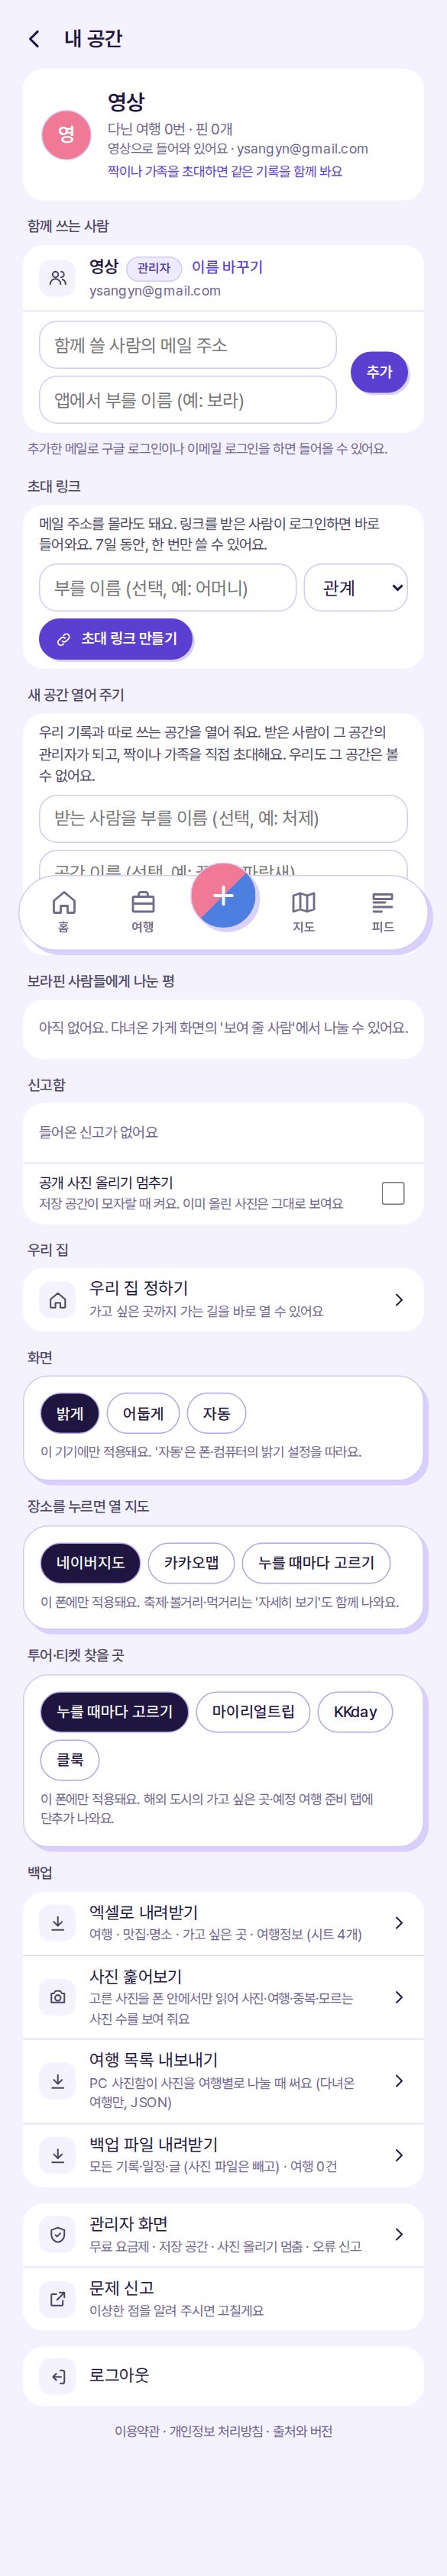 내 공간
영
영상
다닌 여행 0번 · 핀 0개
영상으로 들어와 있어요 · ysangyn@gmail.com
짝이나 가족을 초대하면 같은 기록을 함께 봐요
함께 쓰는 사람
영상 관리자 이름 바꾸기
ysangyn@gmail.com
함께 쓸 사람의 메일 주소
앱에서 부를 이름 (예: 보라)
추가
추가한 메일로 구글 로그인이나 이메일 로그인을 하면 들어올 수 있어요.
초대 링크
메일 주소를 몰라도 돼요. 링크를 받은 사람이 로그인하면 바로
들어와요. 7일 동안, 한 번만 쓸 수 있어요.
부를 이름 (선택, 예: 어머니) 관계
초대 링크 만들기
새 공간 열어 주기
우리 기록과 따로 쓰는 공간을 열어 줘요. 받은 사람이 그 공간의
관리자가 되고, 짝이나 가족을 직접 초대해요. 우리도 그 공간은 볼
수 없어요.
받는 사람을 부를 이름 (선택, 예: 처제)
공간 이름 (선택, 예: 파랑새)
홈 여행 지도 피드
보라핀 사람들에게 나눈 평
아직 없어요. 다녀온 가게 화면의 '보여 줄 사람'에서 나눌 수 있어요.
신고함
들어온 신고가 없어요
공개 사진 올리기 멈추기
저장 공간이 모자랄 때 켜요. 이미 올린 사진은 그대로 보여요
우리 집
우리 집 정하기
가고 싶은 곳까지 가는 길을 바로 열 수 있어요
화면
밝게 어둡게 자동
이 기기에만 적용돼요. '자동'은 폰·컴퓨터의 밝기 설정을 따라요.
장소를 누르면 열 지도
네이버지도 카카오맵 누를 때마다 고르기
이 폰에만 적용돼요. 축제·볼거리·먹거리는 '자세히 보기'도 함께 나와요.
투어·티켓 찾을 곳
누를 때마다 고르기 마이리얼트립 KKday
클룩
이 폰에만 적용돼요. 해외 도시의 가고 싶은 곳·예정 여행 준비 탭에
단추가 나와요.
백업
엑셀로 내려받기
여행 · 맛집·명소 · 가고 싶은 곳 · 여행정보 (시트 4개)
사진 훑어보기
고른 사진을 폰 안에서만 읽어 사진·여행·중복·모르는
사진 수를 보여 줘요
여행 목록 내보내기
PC 사진함이 사진을 여행별로 나눌 때 써요 (다녀온
여행만, JSON)
백업 파일 내려받기
모든 기록·일정·글 (사진 파일은 빼고) · 여행 0건
관리자 화면
무료 요금제 · 저장 공간 · 사진 올리기 멈춤 · 오류 신고
문제 신고
이상한 점을 알려 주시면 고칠게요
로그아웃
이용약관 · 개인정보 처리방침 · 출처와 버전